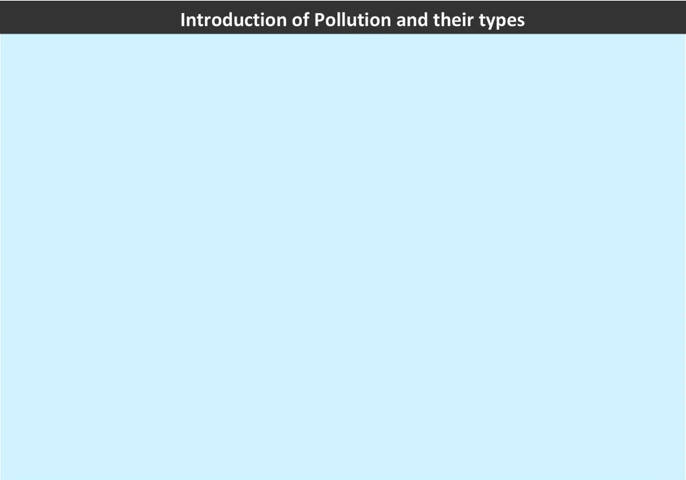 Introduction of Pollution and their types